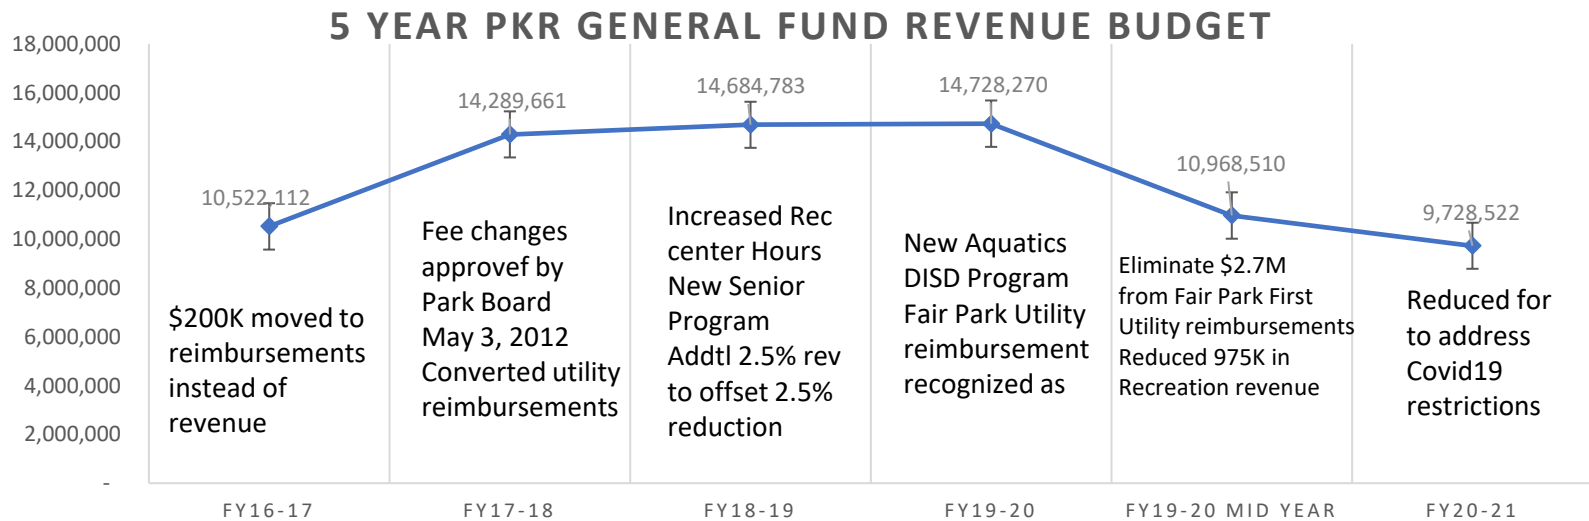 5 YEAR PKR GENERAL FUND REVENUE BUDGET
18,000,000
16,000,000
14,000,000
12,000,000
10,000,000
8,000,000
6,000,000
4,000,000
2,000,000
-
10,522,112
14,289,661
14,684,783
14,728,270
10,968,510
9,728,522
$200K moved to
reimbursements
instead of
revenue
Fee changes
approvef by
Park Board
May 3, 2012
Converted utility
reimbursements
Increased Rec
center Hours
New Senior
Program
Addtl 2.5% rev
to offset 2.5%
reduction
New Aquatics
DISD Program
Fair Park Utility
reimbursement
recognized as
Eliminate $2.7M
from Fair Park First
Utility reimbursements
Reduced 975K in
Recreation revenue
Reduced for
to address
Covid19
restrictions
FY16-17
FY17-18
FY18-19
FY19-20
FY19-20 MID YEAR
FY20-21